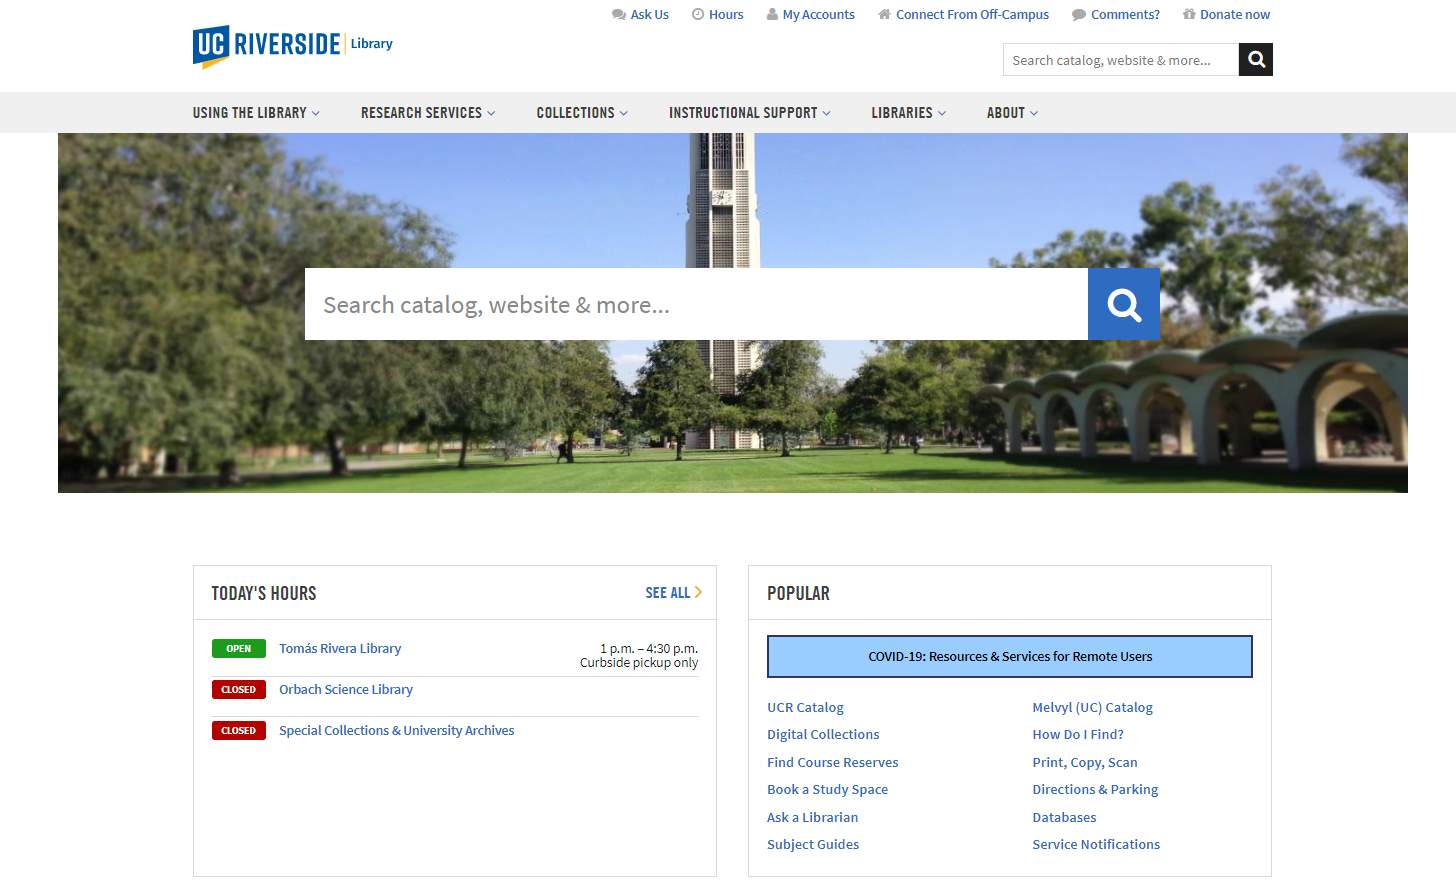 Ask Us Hours My Accounts Connect From Off-Campus Comments? Donate now
UC RIVERSIDE Library
Search catalog, website & more...
USING THE LIBRARY RESEARCH SERVICES COLLECTIONS INSTRUCTIONAL SUPPORT LIBRARIES ABOUT
Search catalog, website & more...
TODAY'S HOURS SEE ALL
OPEN Tomás Rivera Library 1 p.m. – 4:30 p.m.
Curbside pickup only
CLOSED Orbach Science Library
CLOSED Special Collections & University Archives
POPULAR
COVID-19: Resources & Services for Remote Users
UCR Catalog
Digital Collections
Find Course Reserves
Book a Study Space
Ask a Librarian
Subject Guides
Melvyl (UC) Catalog
How Do I Find?
Print, Copy, Scan
Directions & Parking
Databases
Service Notifications